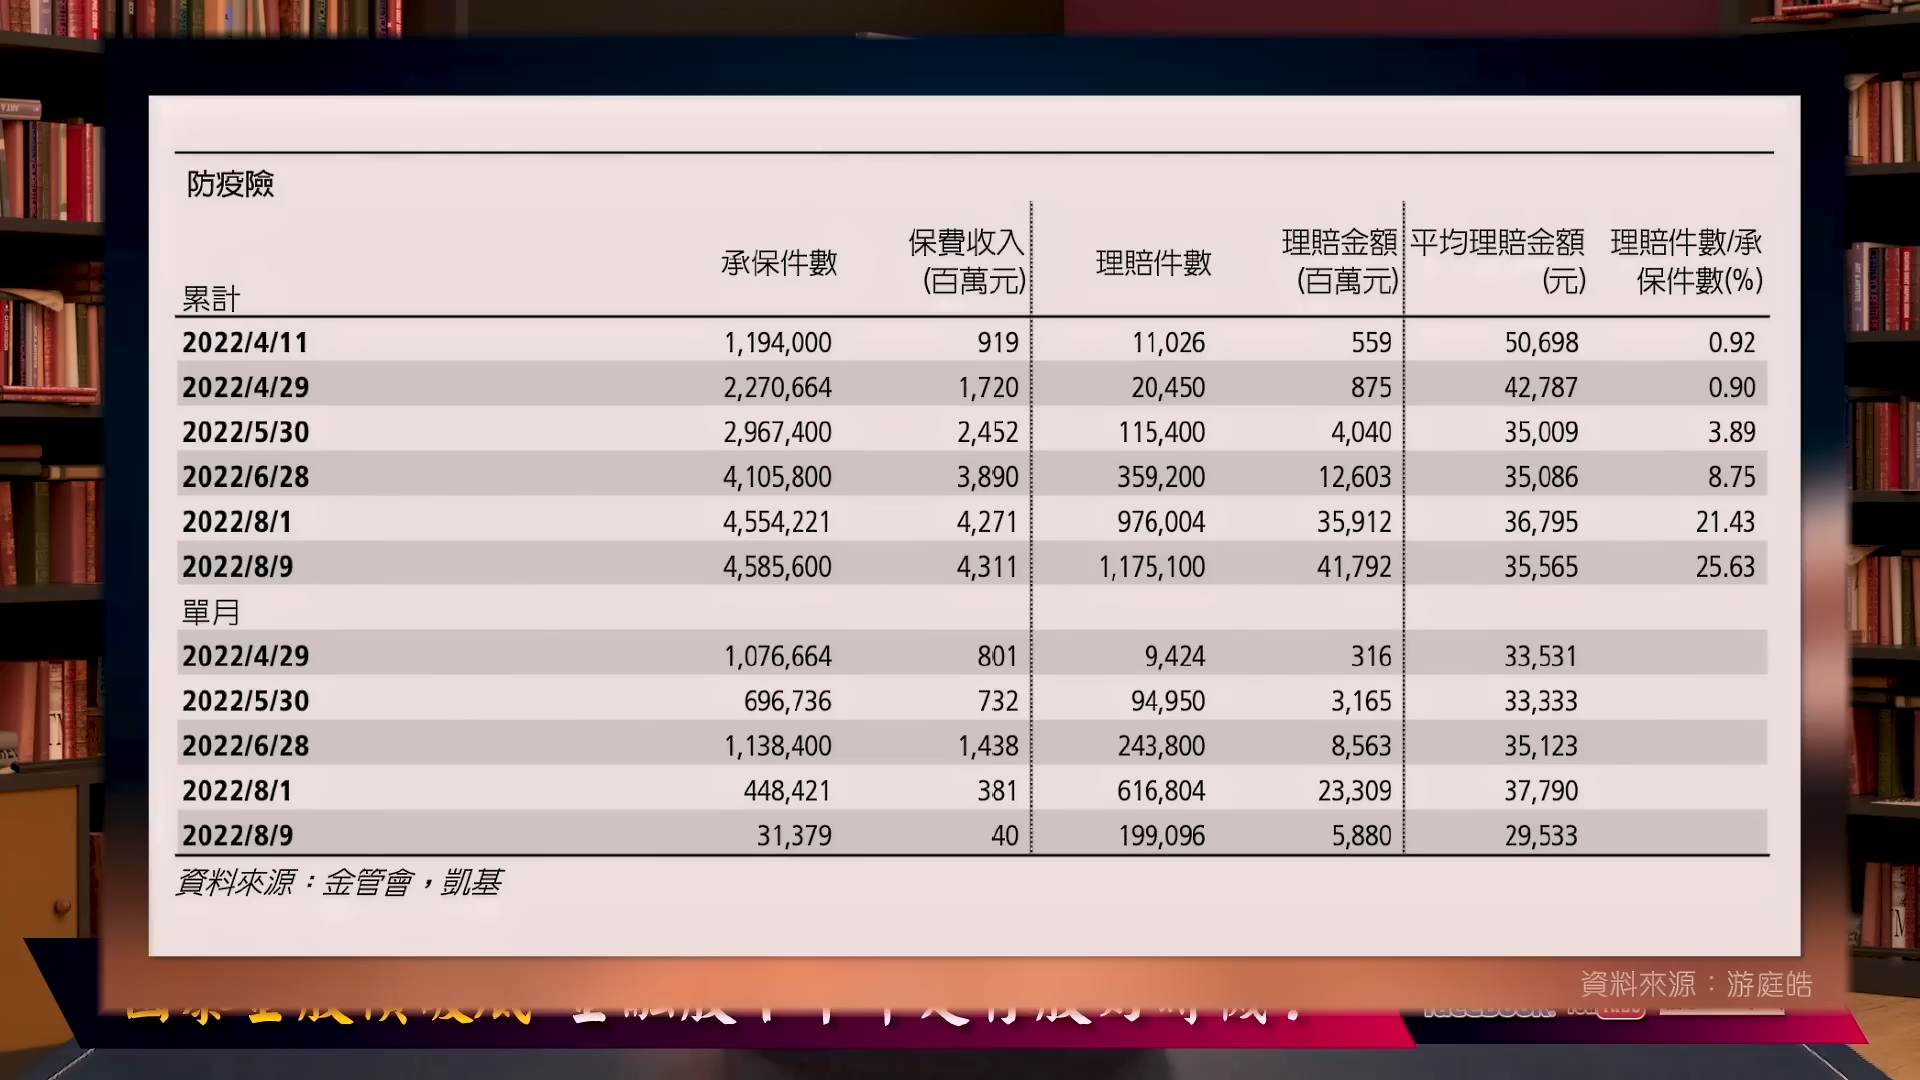 防疫險
累計 承保件數 保費收入(百萬元) 理賠件數 理賠金額(百萬元) 平均理賠金額(元) 理賠件數/承保件數(%)
2022/4/11 1,194,000 919 11,026 559 50,698 0.92
2022/4/29 2,270,664 1,720 20,450 875 42,787 0.90
2022/5/30 2,967,400 2,452 115,400 4,040 35,009 3.89
2022/6/28 4,105,800 3,890 359,200 12,603 35,086 8.75
2022/8/1 4,554,221 4,271 976,004 35,912 36,795 21.43
2022/8/9 4,585,600 4,311 1,175,100 41,792 35,565 25.63
單月
2022/4/29 1,076,664 801 9,424 316 33,531
2022/5/30 696,736 732 94,950 3,165 33,333
2022/6/28 1,138,400 1,438 243,800 8,563 35,123
2022/8/1 448,421 381 616,804 23,309 37,790
2022/8/9 31,379 40 199,096 5,880 29,533
資料來源：金管會，凱基
資料來源：游庭皓